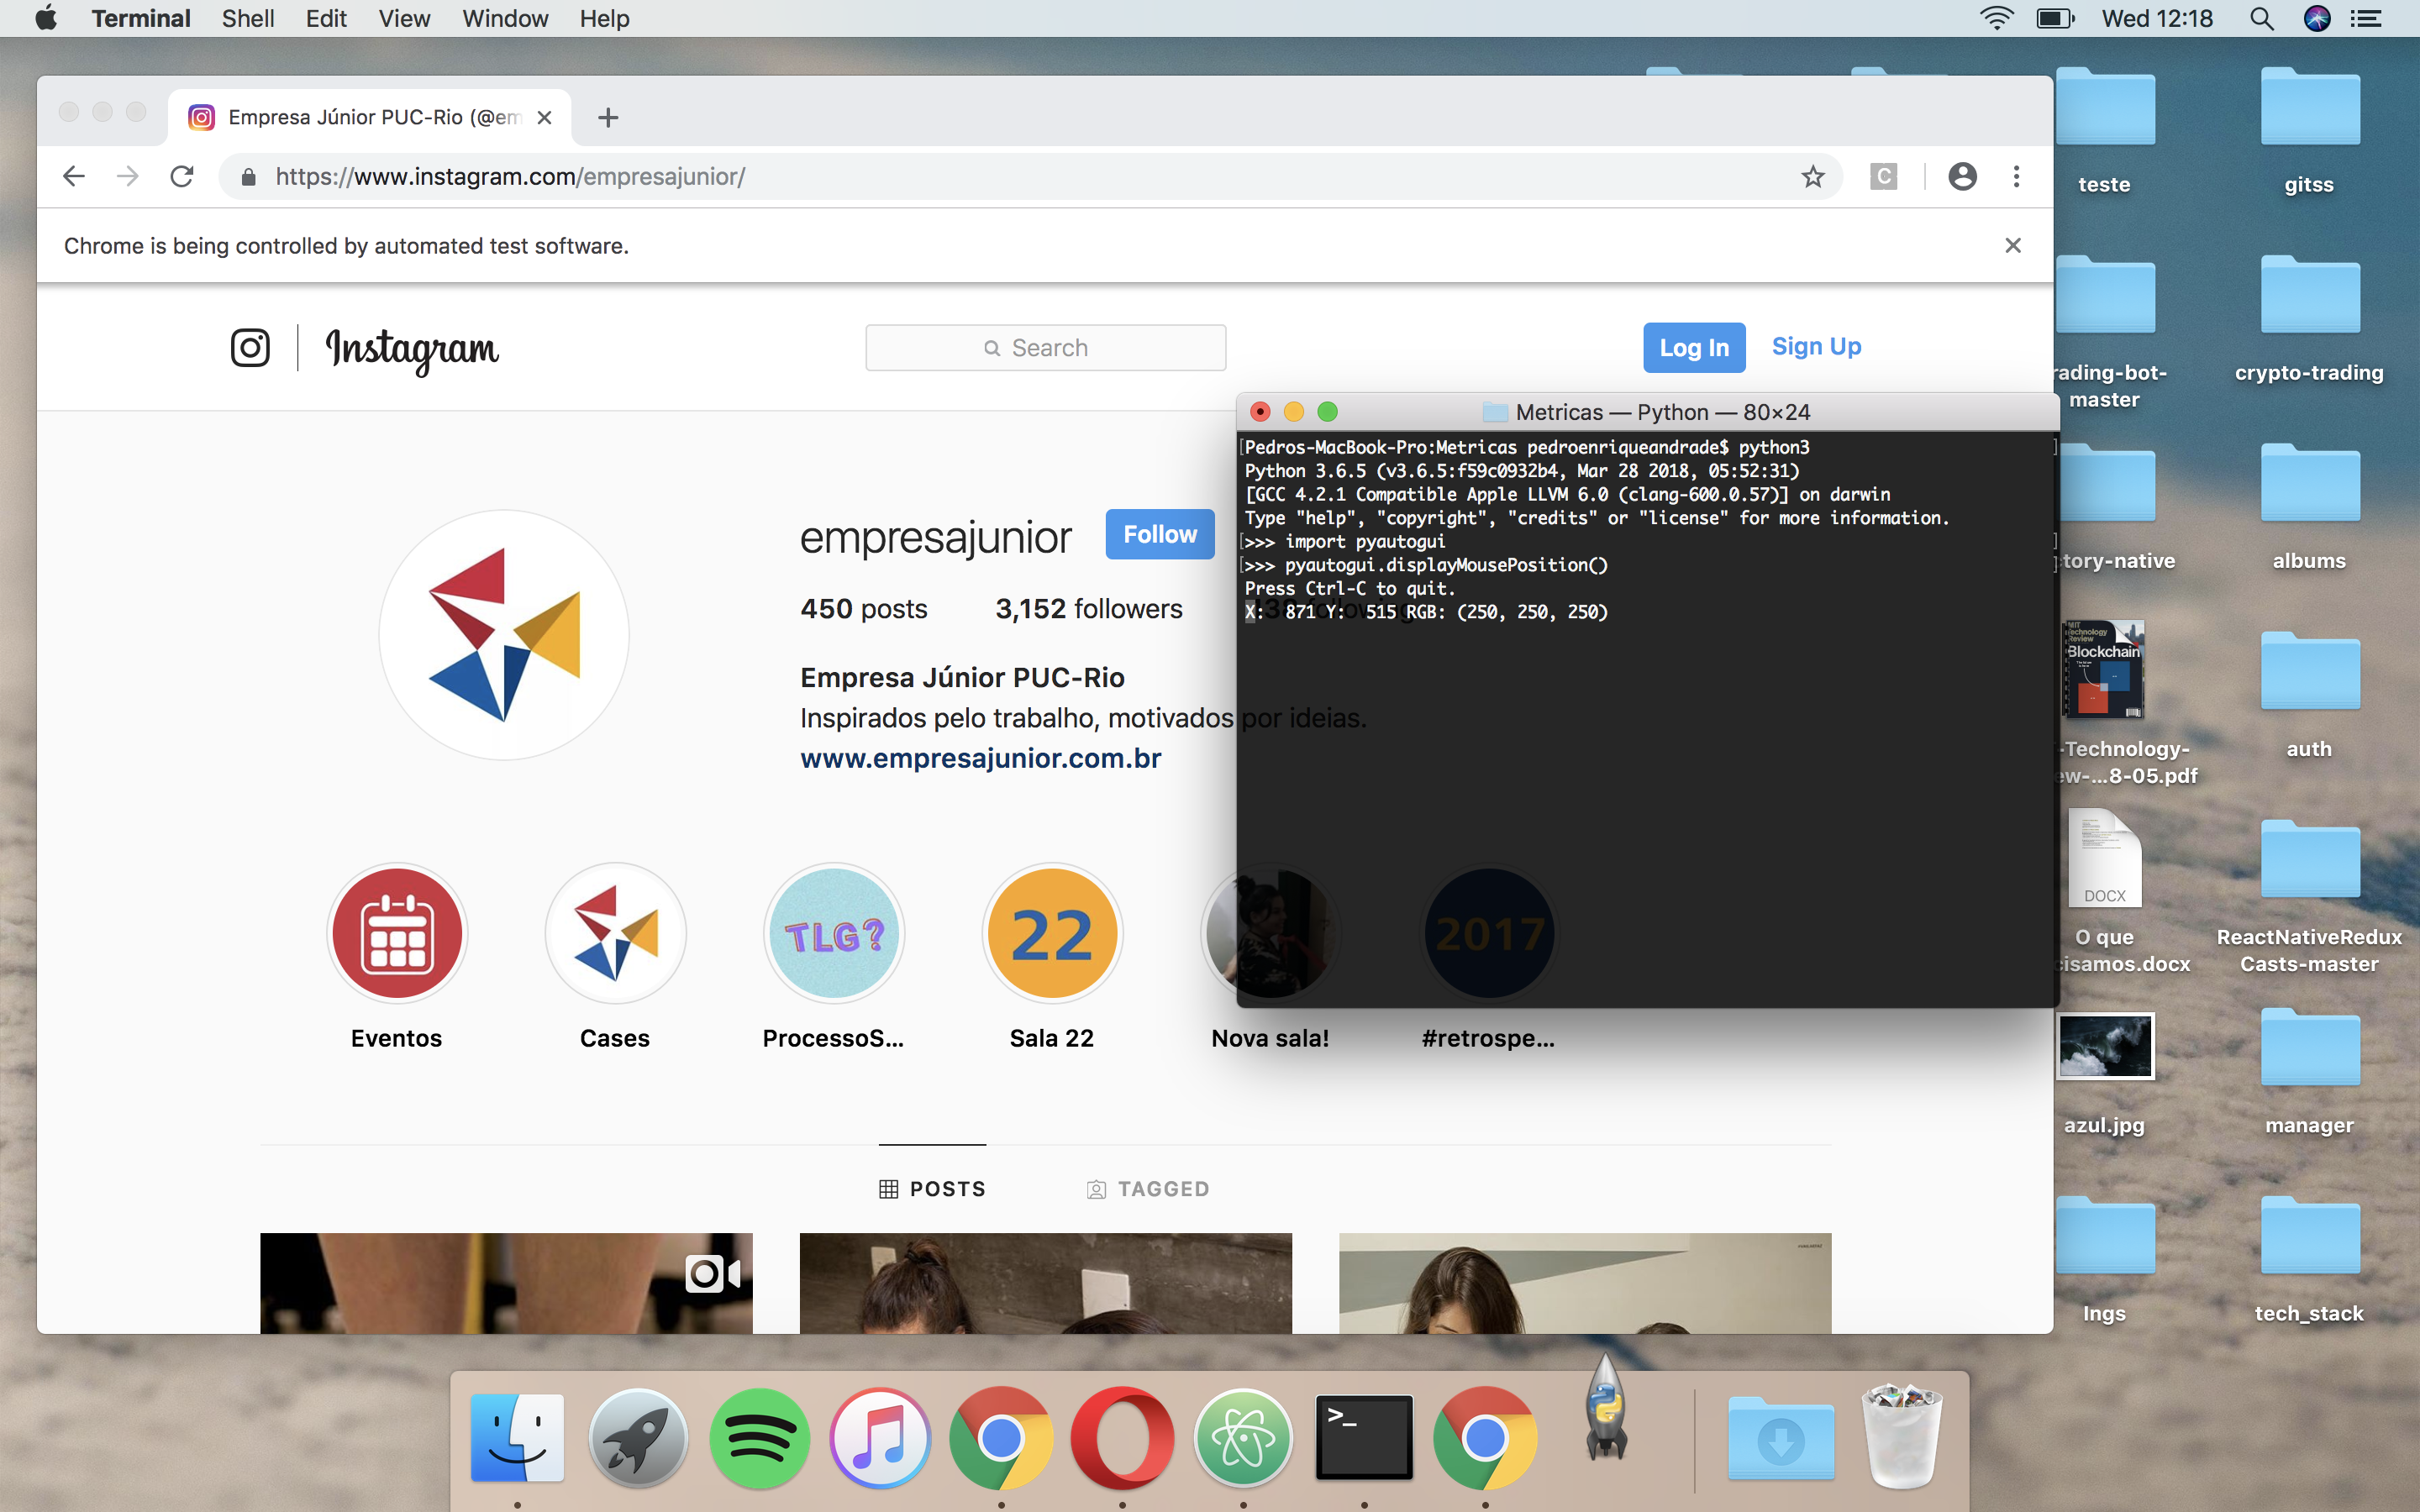 Terminal Shell Edit View Window Help
Wed 12:18
Empresa Júnior PUC-Rio (@em
https://www.instagram.com/empresajunior/
C
Chrome is being controlled by automated test software.
Instagram
Search
Log In
Sign Up
empresajunior
Follow
450 posts
3,152 followers
138 following
Empresa Júnior PUC-Rio
Inspirados pelo trabalho, motivados por ideias.
www.empresajunior.com.br
TLG?
22
2017
Eventos
Cases
ProcessoS...
Sala 22
Nova sala!
#retrospe...
POSTS
TAGGED
Metricas — Python — 80×24
Pedros-MacBook-Pro:Metricas pedroenriqueandrade$ python3
Python 3.6.5 (v3.6.5:f59c0932b4, Mar 28 2018, 05:52:31)
[GCC 4.2.1 Compatible Apple LLVM 6.0 (clang-600.0.57)] on darwin
Type "help", "copyright", "credits" or "license" for more information.
>>> import pyautogui
>>> pyautogui.displayMousePosition()
Press Ctrl-C to quit.
X:  871 Y:  515 RGB: (250, 250, 250)
teste
gitss
rading-bot-
master
crypto-trading
tory-native
albums
MIT
Technology
Review
Blockchain
-Technology-
ew-...8-05.pdf
auth
DOCX
O que
cisamos.docx
ReactNativeRedux
Casts-master
azul.jpg
manager
Ings
tech_stack
>_